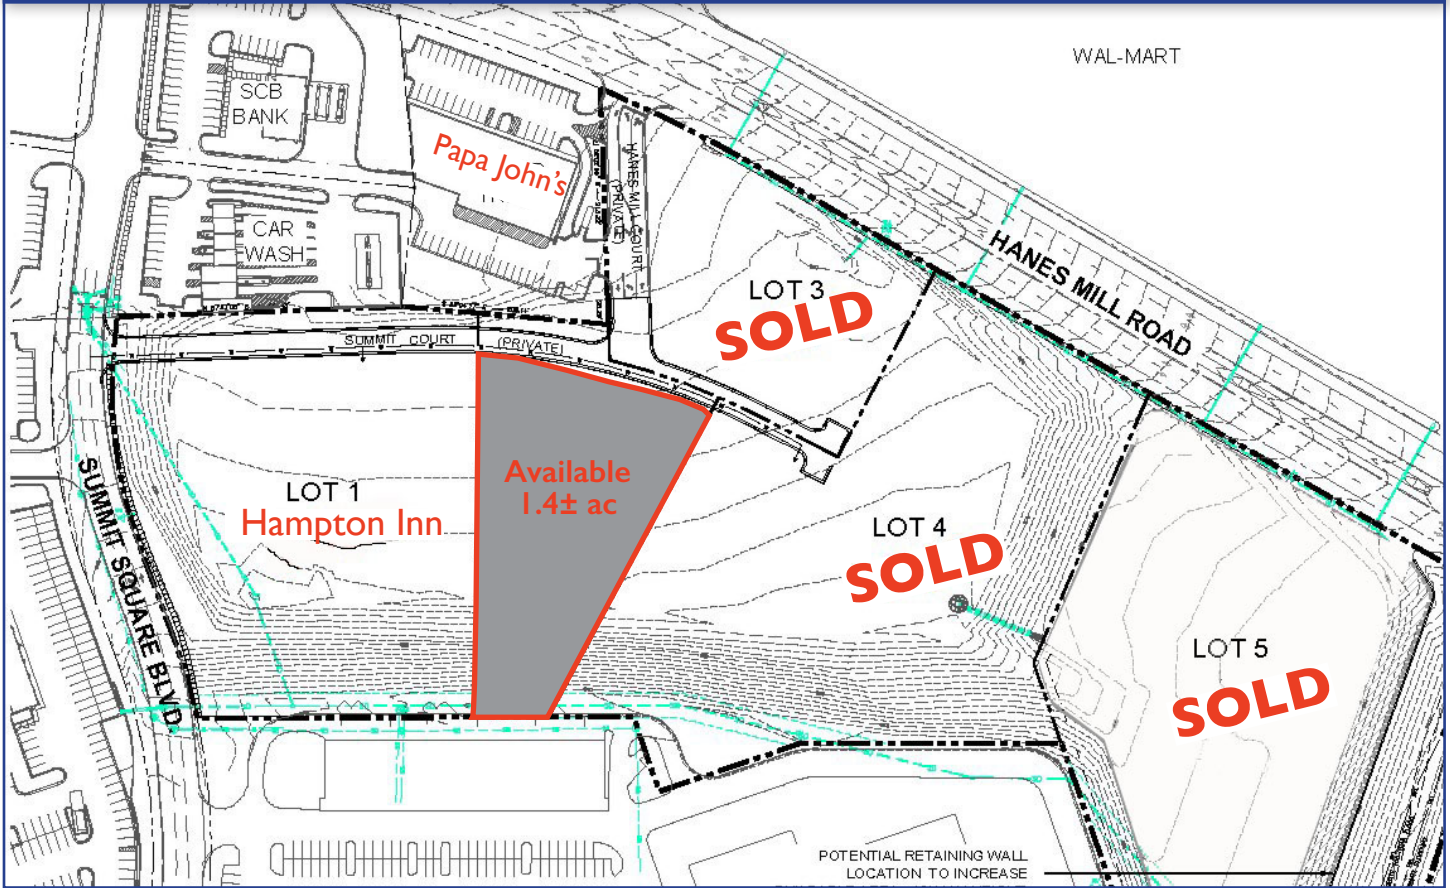 WAL-MART
SCB
BANK
Papa John's
HANES MILL COURT
(PRIVATE)
CAR
WASH
HANES MILL ROAD
LOT 3
SOLD
SUMMIT COURT
(PRIVATE)
Available
1.4± ac
LOT 1
Hampton Inn
LOT 4
SOLD
SUMMIT SQUARE BLVD
LOT 5
SOLD
POTENTIAL RETAINING WALL
LOCATION TO INCREASE